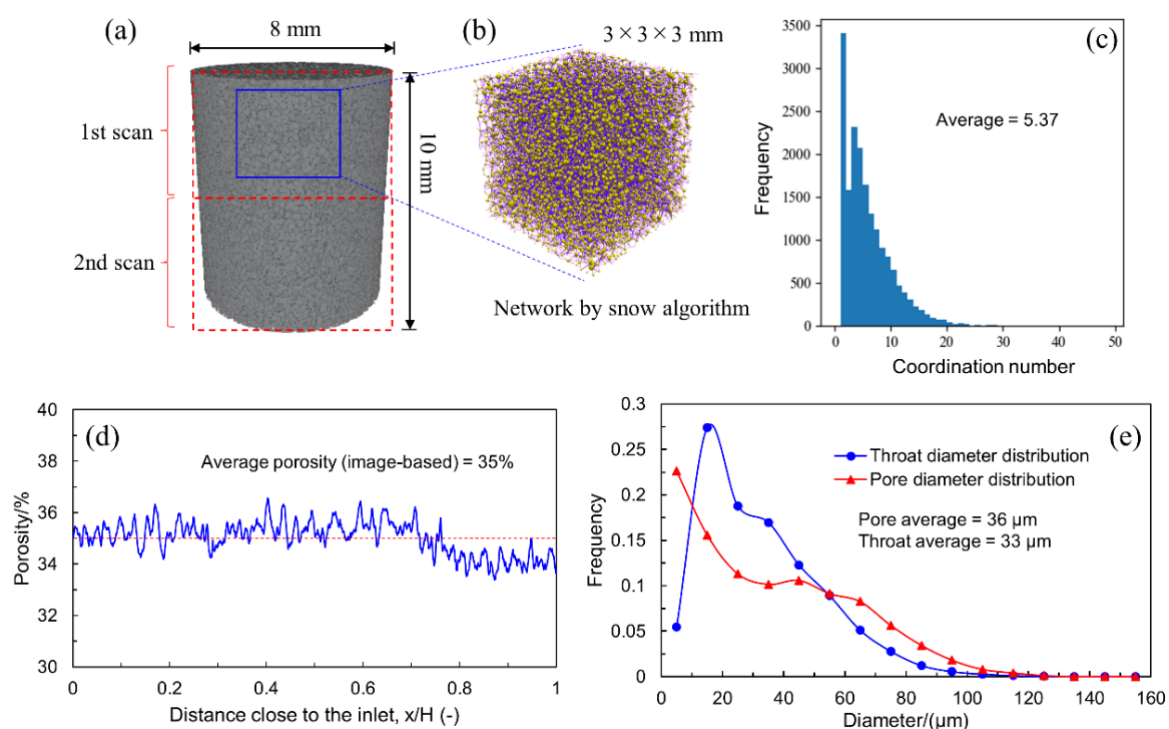 (a)
8 mm
1st scan
2nd scan
10 mm
(b)
3 × 3 × 3 mm
Network by snow algorithm
(c)
Average = 5.37
Frequency
3500
3000
2500
2000
1500
1000
500
0
0 10 20 30 40 50
Coordination number
(d)
Average porosity (image-based) = 35%
Porosity/%
40
38
36
34
32
30
0 0.2 0.4 0.6 0.8 1
Distance close to the inlet, x/H (-)
(e)
Throat diameter distribution
Pore diameter distribution
Pore average = 36 μm
Throat average = 33 μm
Frequency
0.3
0.25
0.2
0.15
0.1
0.05
0
0 20 40 60 80 100 120 140 160
Diameter/(μm)